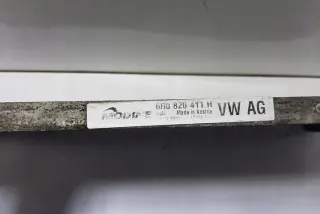 6R0 820 411 H
MODINE Made in Austria VW AG